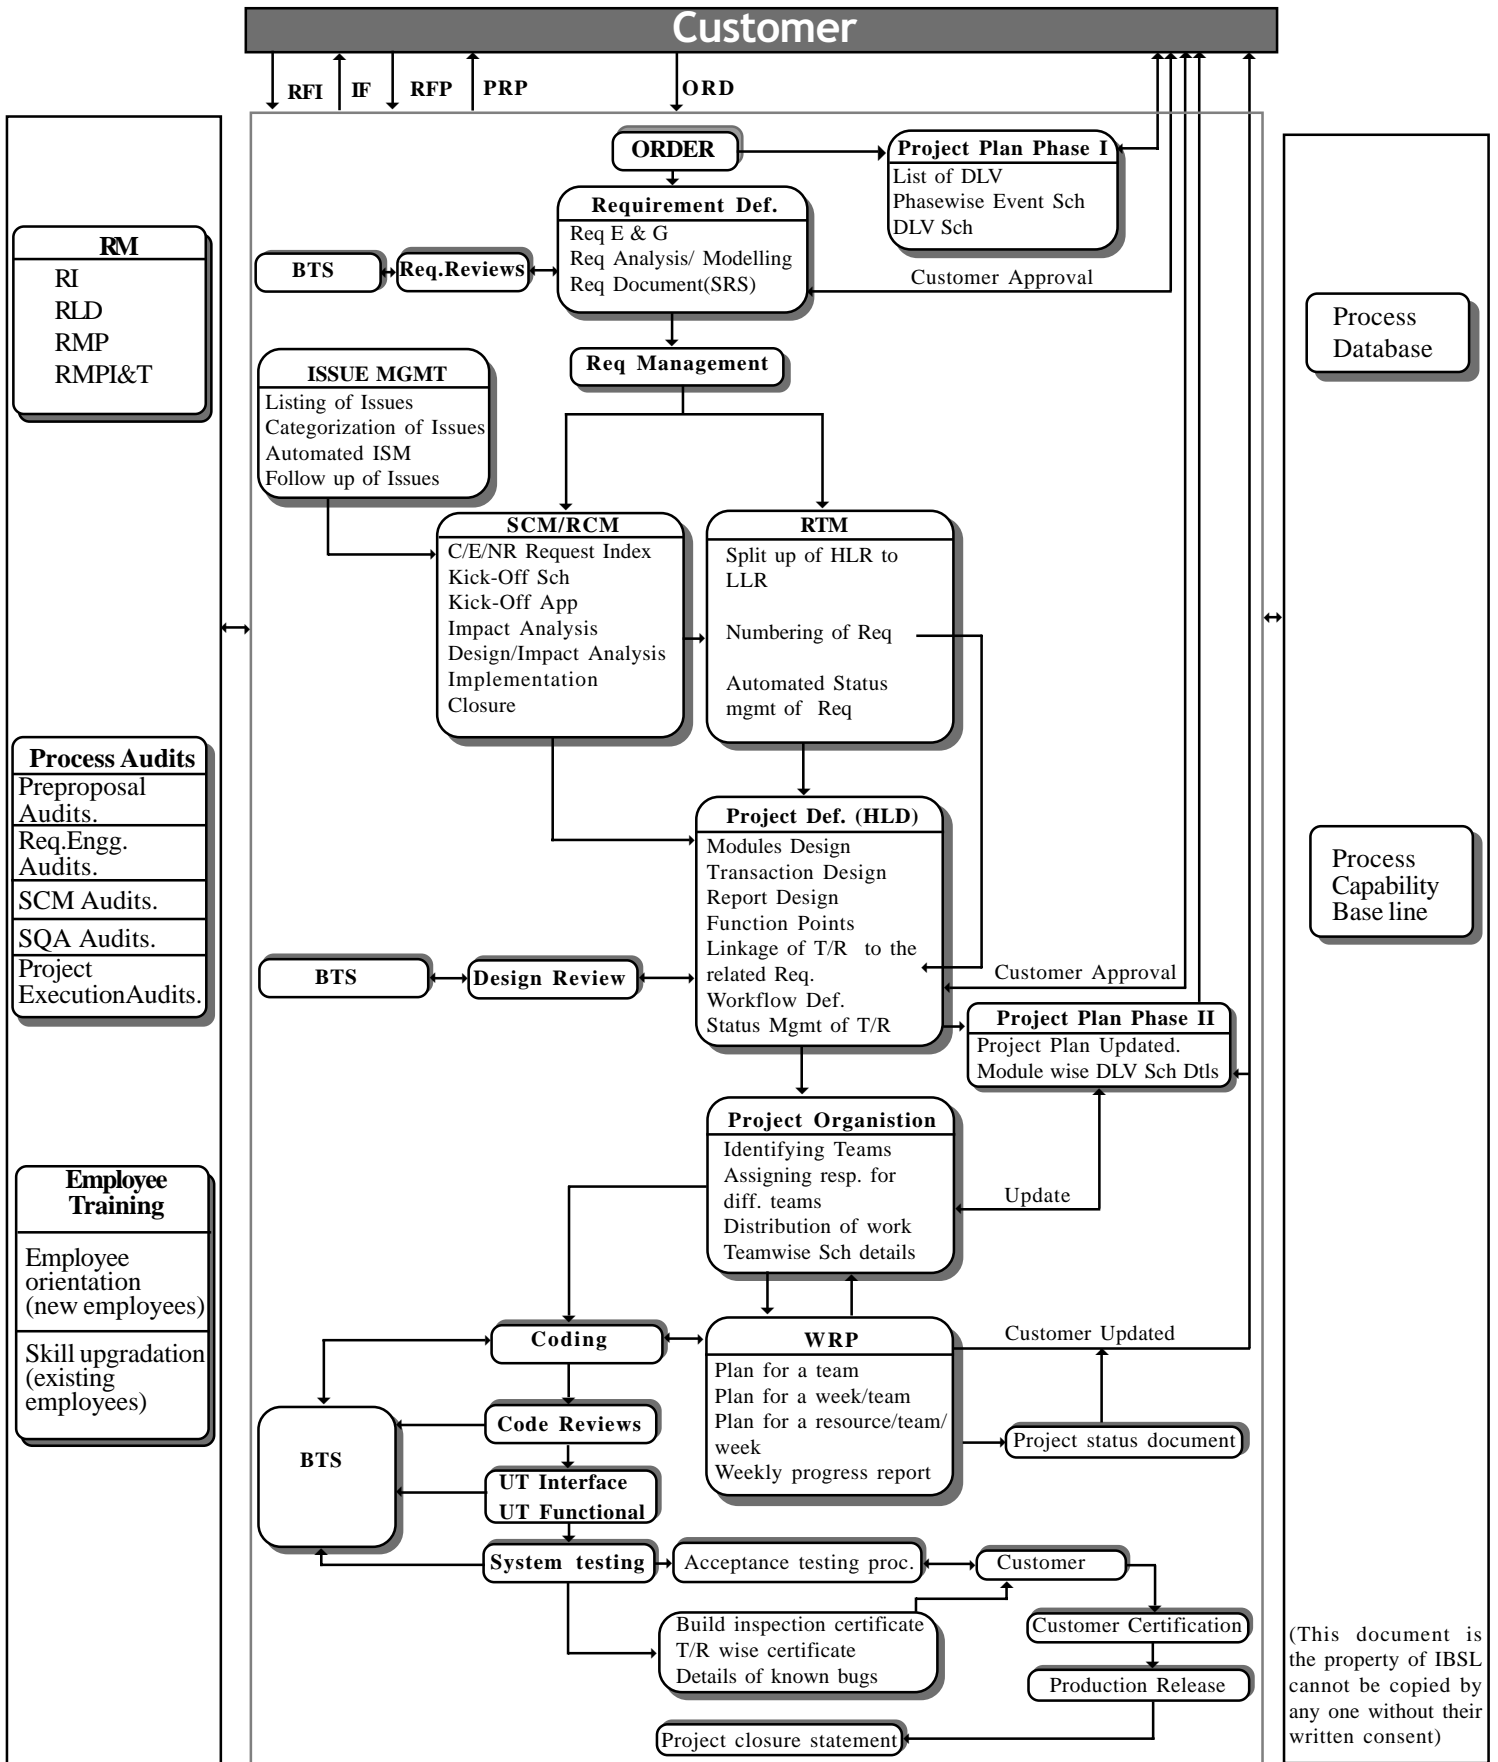 Customer
RFI
IF
RFP
PRP
ORD
ORDER
Project Plan Phase I
List of DLV
Phasewise Event Sch
DLV Sch
Requirement Def.
Req E & G
Req Analysis/ Modelling
Req Document(SRS)
BTS
Req.Reviews
Customer Approval
RM
RI
RLD
RMP
RMPI&T
Process
Database
Req Management
ISSUE MGMT
Listing of Issues
Categorization of Issues
Automated ISM
Follow up of Issues
SCM/RCM
C/E/NR Request Index
Kick-Off Sch
Kick-Off App
Impact Analysis
Design/Impact Analysis
Implementation
Closure
RTM
Split up of HLR to
LLR
Numbering of Req
Automated Status
mgmt of Req
Process Audits
Preproposal
Audits.
Req.Engg.
Audits.
SCM Audits.
SQA Audits.
Project
ExecutionAudits.
Project Def. (HLD)
Modules Design
Transaction Design
Report Design
Function Points
Linkage of T/R to the
related Req.
Workflow Def.
Status Mgmt of T/R
Process
Capability
Base line
BTS
Design Review
Customer Approval
Project Plan Phase II
Project Plan Updated.
Module wise DLV Sch Dtls
Project Organistion
Identifying Teams
Assigning resp. for
diff. teams
Distribution of work
Teamwise Sch details
Update
Employee
Training
Employee
orientation
(new employees)
Skill upgradation
(existing
employees)
Coding
WRP
Plan for a team
Plan for a week/team
Plan for a resource/team/
week
Weekly progress report
Customer Updated
Code Reviews
Project status document
BTS
UT Interface
UT Functional
System testing
Acceptance testing proc.
Customer
Build inspection certificate
T/R wise certificate
Details of known bugs
Customer Certification
Production Release
Project closure statement
(This document is
the property of IBSL
cannot be copied by
any one without their
written consent)